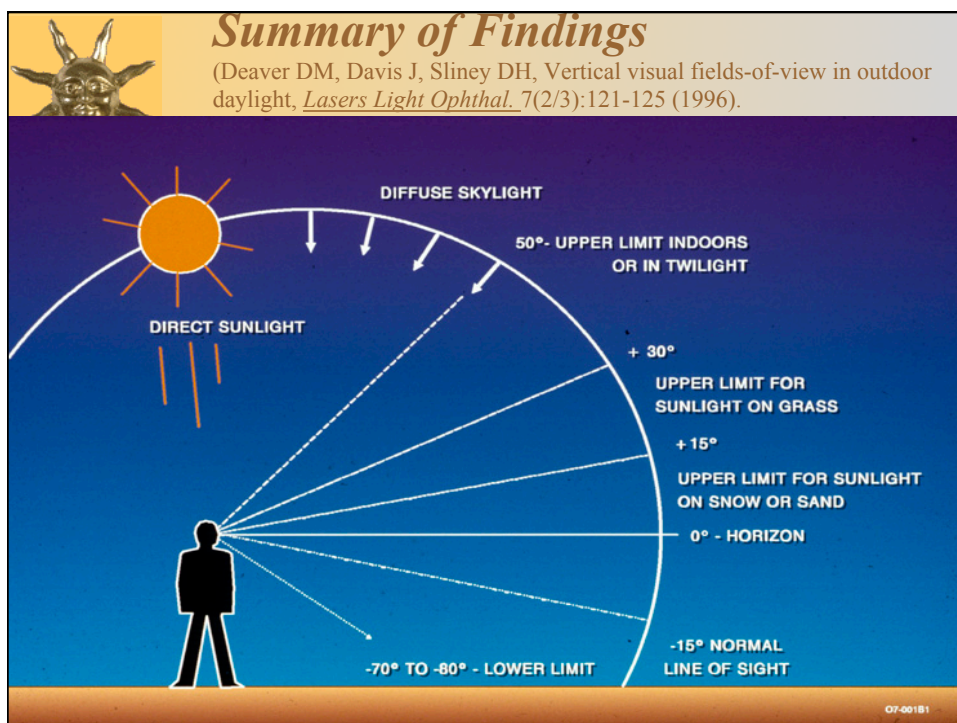 Summary of Findings
(Deaver DM, Davis J, Sliney DH, Vertical visual fields-of-view in outdoor
daylight, Lasers Light Ophthal. 7(2/3):121-125 (1996).
DIFFUSE SKYLIGHT
50°- UPPER LIMIT INDOORS
OR IN TWILIGHT
DIRECT SUNLIGHT
+ 30°
UPPER LIMIT FOR
SUNLIGHT ON GRASS
+15°
UPPER LIMIT FOR SUNLIGHT
ON SNOW OR SAND
0° - HORIZON
-15° NORMAL
LINE OF SIGHT
-70° TO -80° - LOWER LIMIT
O7-001B1